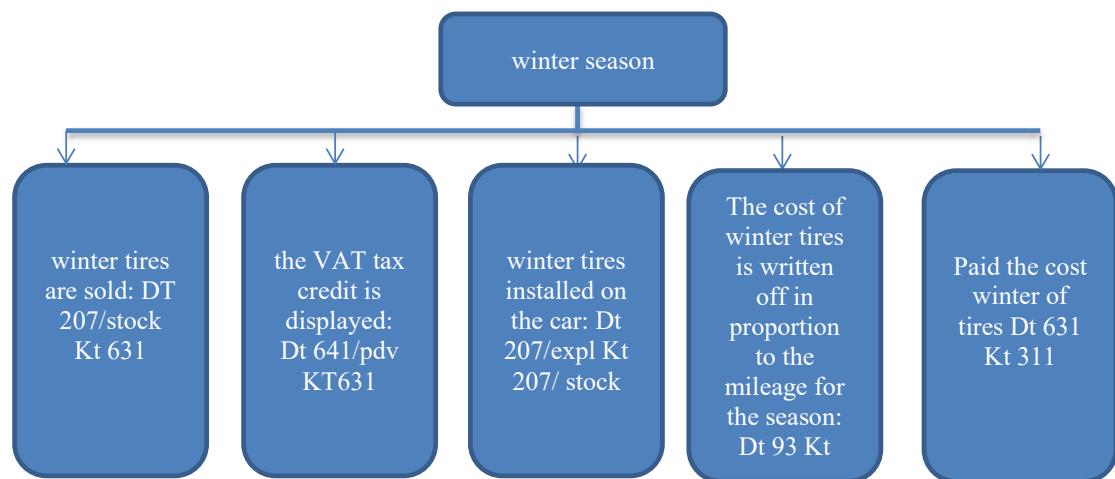 winter season
winter tires
are sold: DT
207/stock
Kt 631
the VAT tax
credit is
displayed:
Dt 641/pdv
KT631
winter tires
installed on
the car: Dt
207/expl Kt
207/ stock
The cost of
winter tires
is written
off in
proportion
to the
mileage for
the season:
Dt 93 Kt
Paid the cost
winter of
tires Dt 631
Kt 311